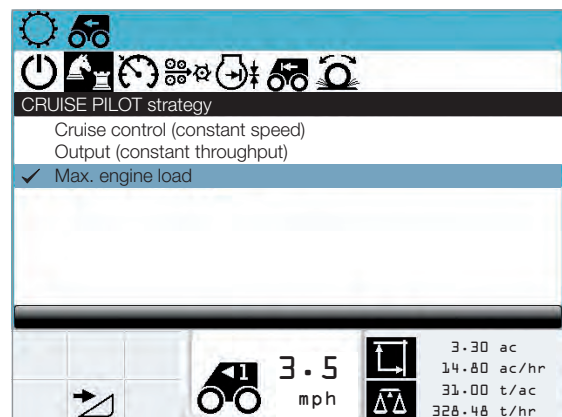 CRUISE PILOT strategy
Cruise control (constant speed)
Output (constant throughput)
✓ Max. engine load
1
3.5
mph
3.30 ac
14.80 ac/hr
31.00 t/ac
328.48 t/hr